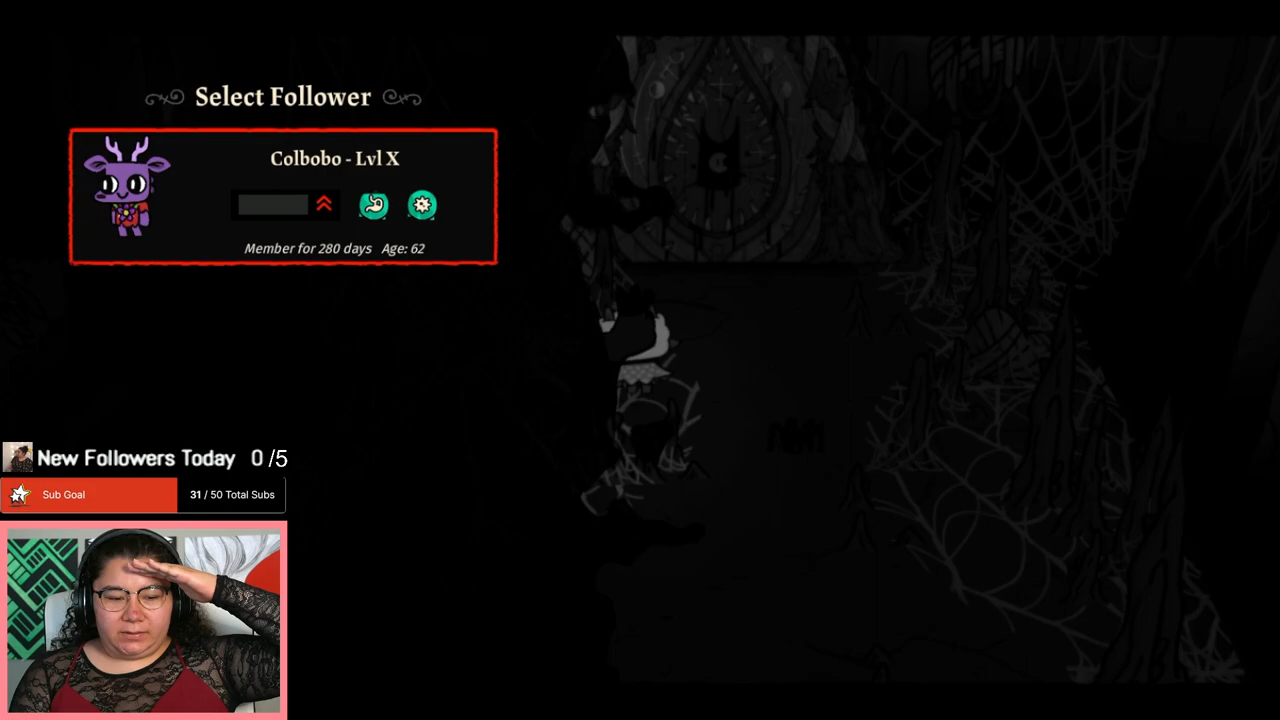 Select Follower
Colbobo - Lvl X
Member for 280 days Age: 62
New Followers Today 0 /5
Sub Goal 31 / 50 Total Subs